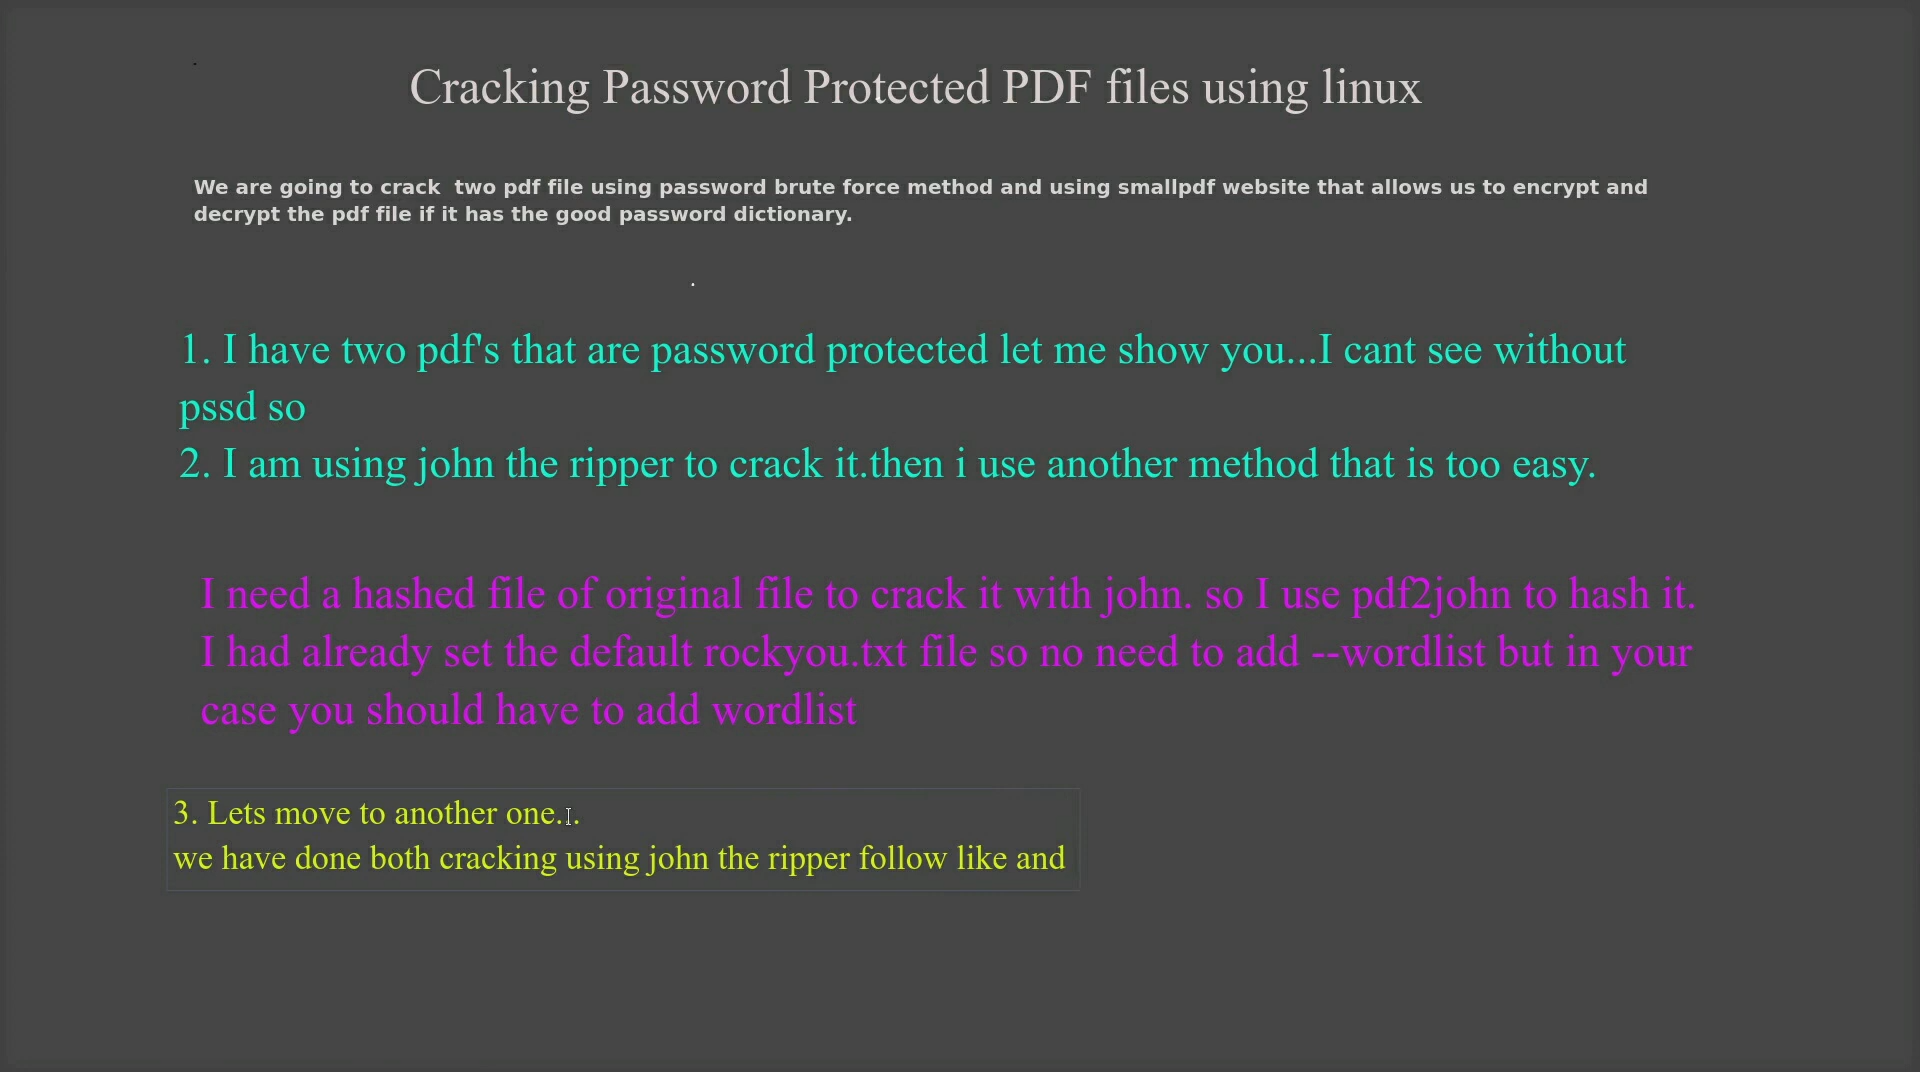 Cracking Password Protected PDF files using linux
We are going to crack  two pdf file using password brute force method and using smallpdf website that allows us to encrypt and
decrypt the pdf file if it has the good password dictionary.
1. I have two pdf's that are password protected let me show you...I cant see without
pssd so
2. I am using john the ripper to crack it.then i use another method that is too easy.
I need a hashed file of original file to crack it with john. so I use pdf2john to hash it.
I had already set the default rockyou.txt file so no need to add --wordlist but in your
case you should have to add wordlist
3. Lets move to another one...
we have done both cracking using john the ripper follow like and